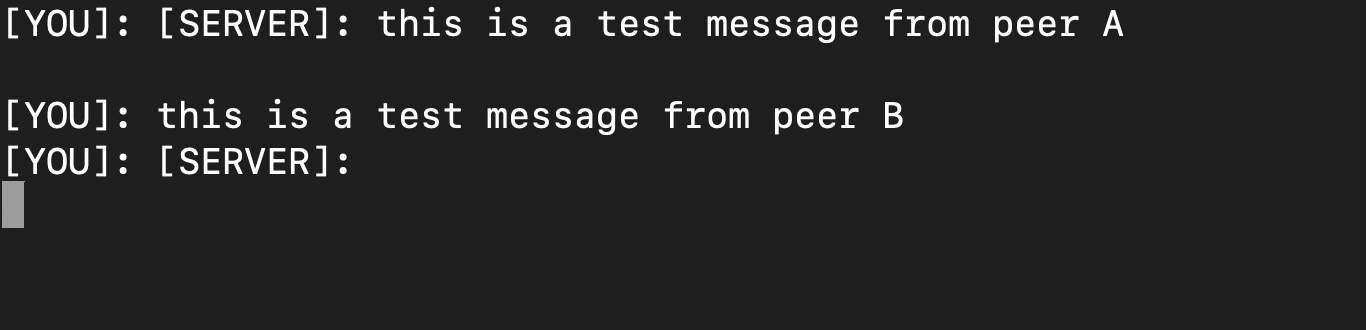 [YOU]: [SERVER]: this is a test message from peer A
[YOU]: this is a test message from peer B
[YOU]: [SERVER]: